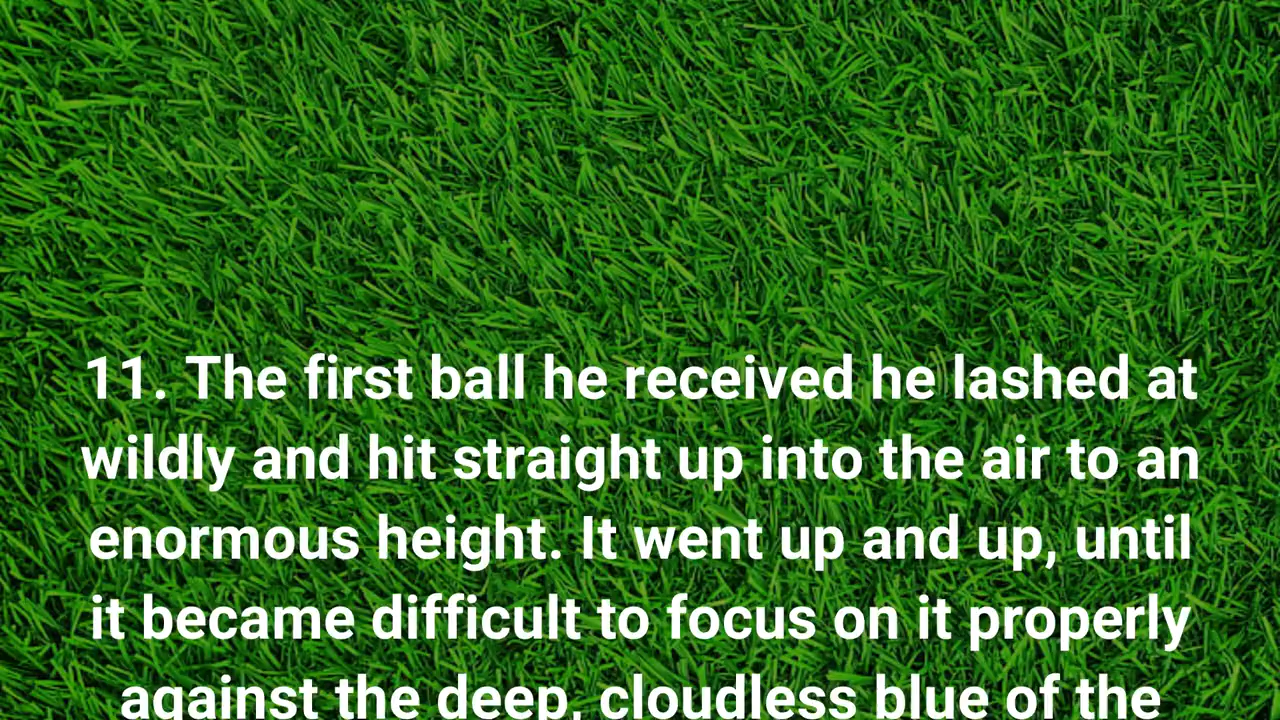 11. The first ball he received he lashed at
wildly and hit straight up into the air to an
enormous height. It went up and up, until
it became difficult to focus on it properly
against the deep, cloudless blue of the